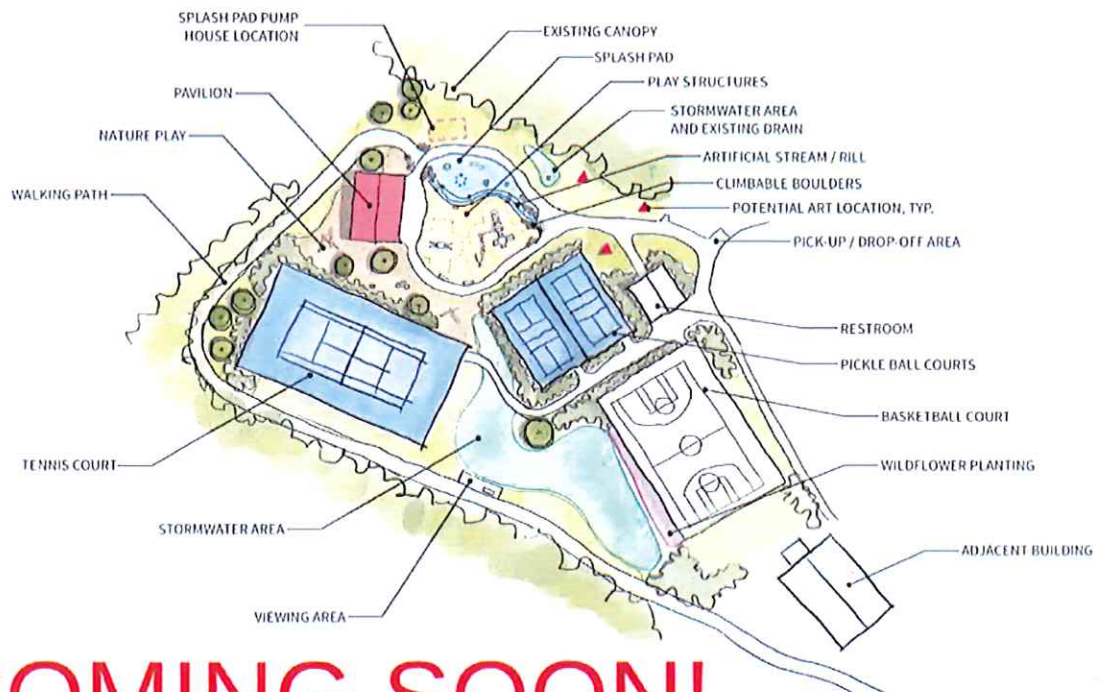 SPLASH PAD PUMP
HOUSE LOCATION
EXISTING CANOPY
SPLASH PAD
PLAY STRUCTURES
PAVILION
STORMWATER AREA
AND EXISTING DRAIN
NATURE PLAY
ARTIFICIAL STREAM / RILL
CLIMBABLE BOULDERS
WALKING PATH
POTENTIAL ART LOCATION, TYP.
PICK-UP / DROP-OFF AREA
RESTROOM
PICKLE BALL COURTS
BASKETBALL COURT
TENNIS COURT
WILDFLOWER PLANTING
STORMWATER AREA
ADJACENT BUILDING
VIEWING AREA
OMING SOON!